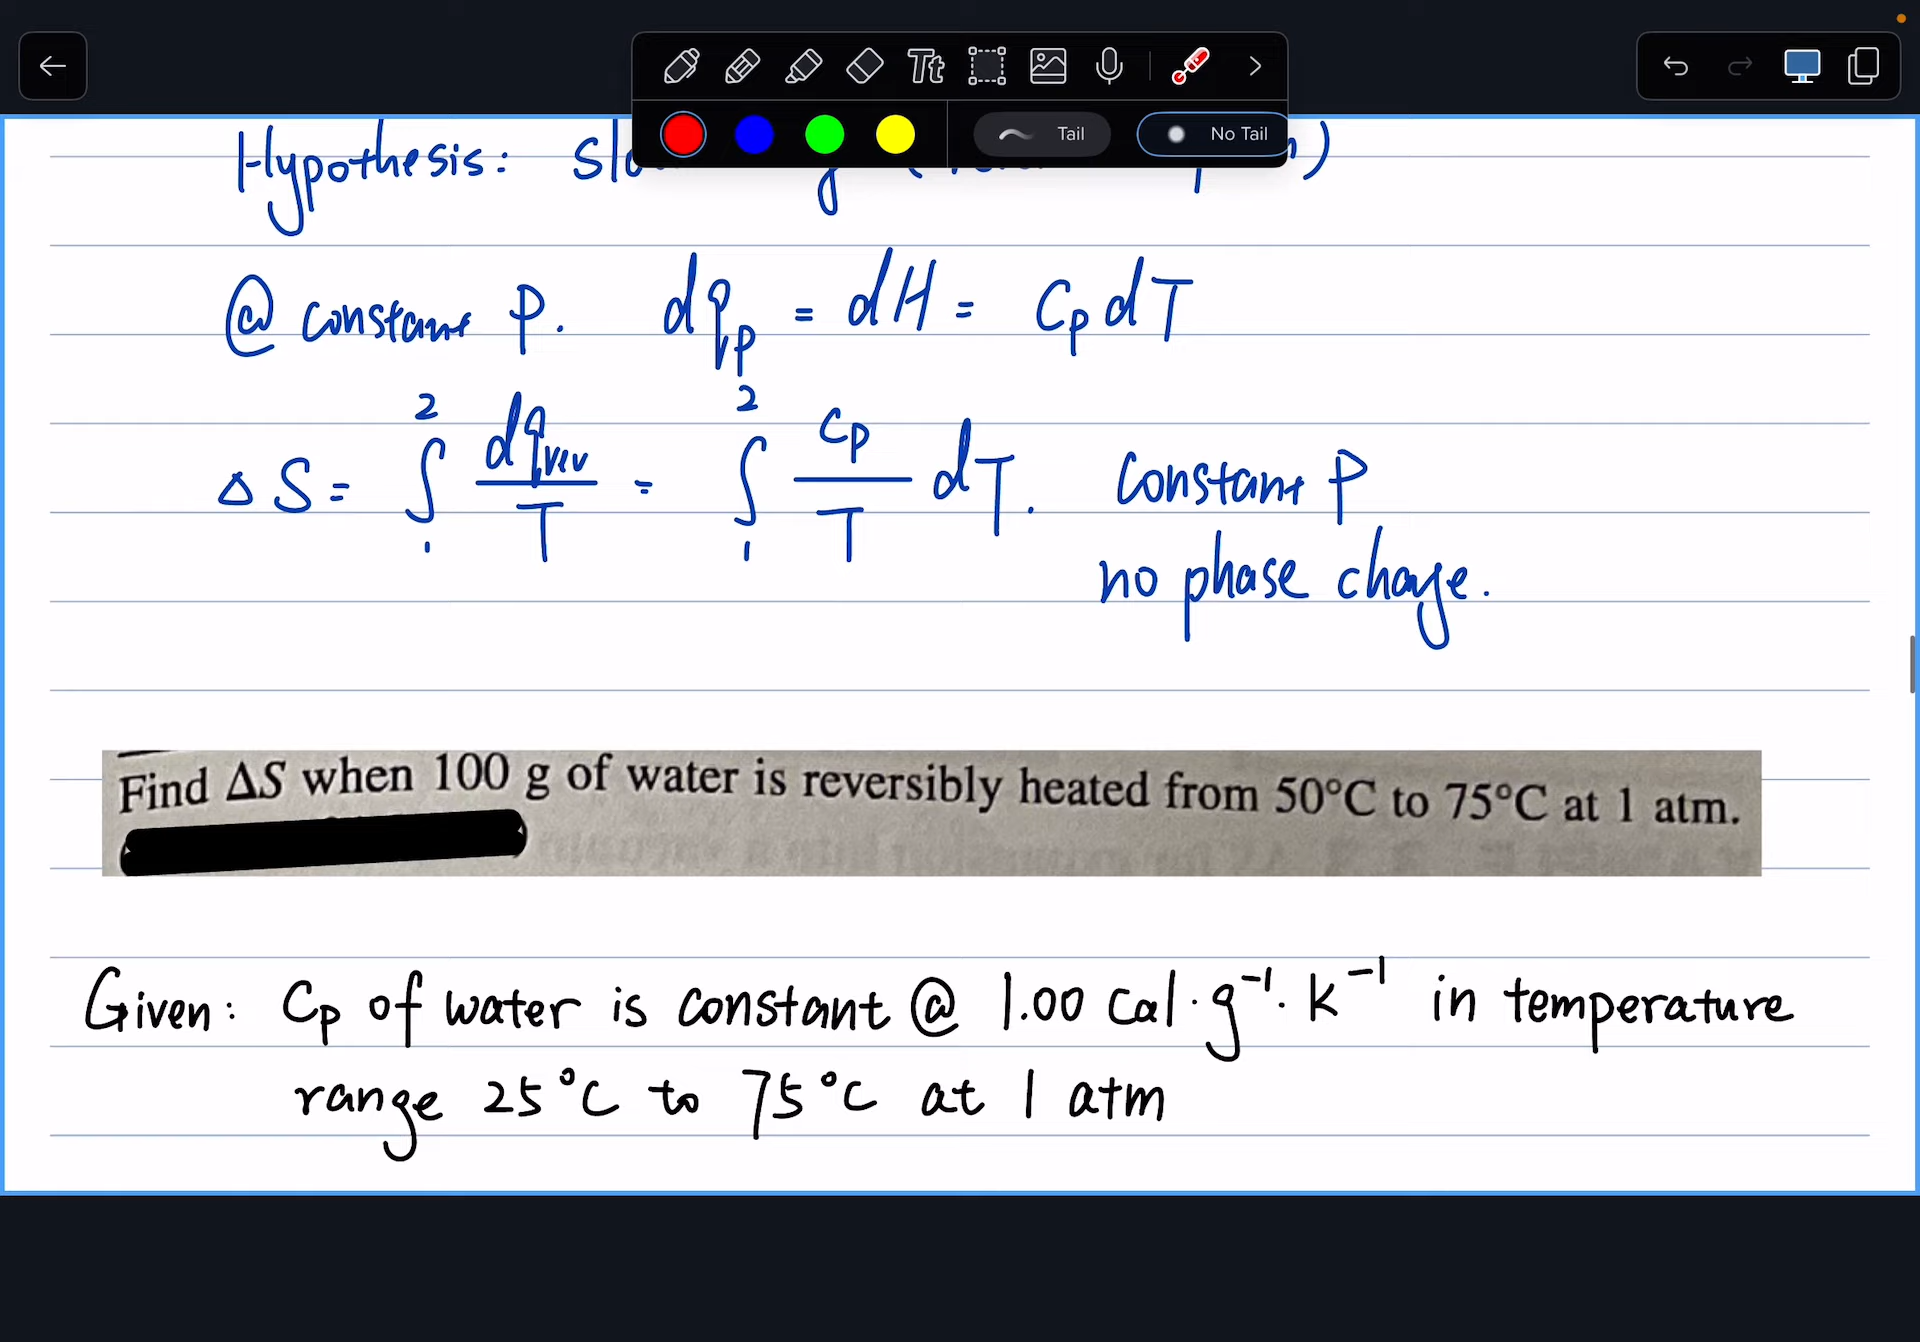 Tt
Tail
No Tail
Hypothesis:
@ constant P. dq_p = dH = C_p dT
ΔS = ∫₁² dq_rev / T = ∫₁² C_p / T dT. Constant P
no phase change.
Find ΔS when 100 g of water is reversibly heated from 50°C to 75°C at 1 atm.
Given: Cp of water is constant @ 1.00 cal·g⁻¹·K⁻¹ in temperature
range 25°C to 75°C at 1 atm